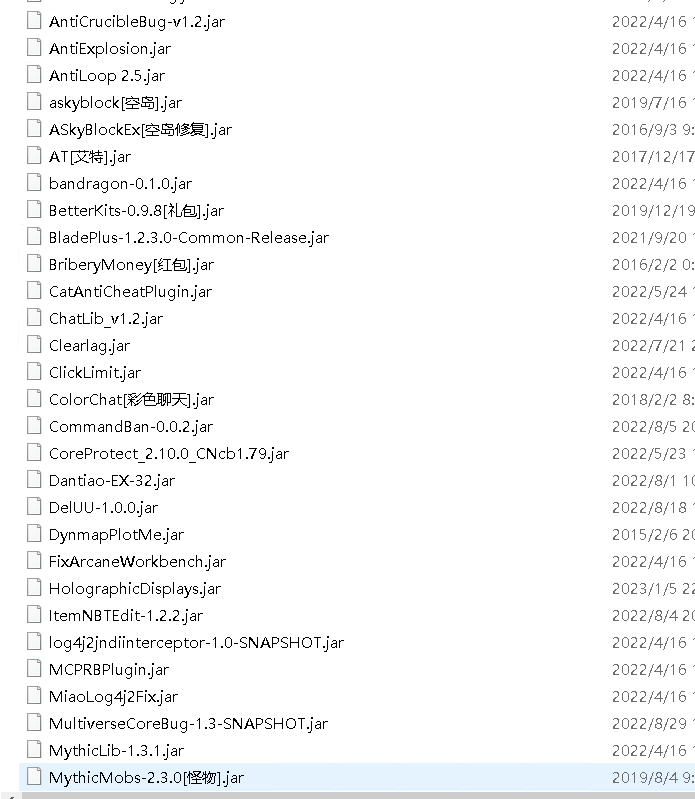 AntiCrucibleBug-v1.2.jar 2022/4/16 1
AntiExplosion.jar 2022/4/16 1
AntiLoop 2.5.jar 2022/4/16 1
askyblock[空岛].jar 2019/7/16 1
ASkyBlockEx[空岛修复].jar 2016/9/3 9:
AT[艾特].jar 2017/12/17
bandragon-0.1.0.jar 2022/4/16 1
BetterKits-0.9.8[礼包].jar 2019/12/19
BladePlus-1.2.3.0-Common-Release.jar 2021/9/20 1
BriberyMoney[红包].jar 2016/2/2 0:
CatAntiCheatPlugin.jar 2022/5/24 1
ChatLib_v1.2.jar 2022/4/16 1
Clearlag.jar 2022/7/21 2
ClickLimit.jar 2022/4/16 1
ColorChat[彩色聊天].jar 2018/2/2 8:
CommandBan-0.0.2.jar 2022/8/5 20
CoreProtect_2.10.0_CNcb1.79.jar 2022/5/23 1
Dantiao-EX-32.jar 2022/8/1 10
DelUU-1.0.0.jar 2022/8/18 1
DynmapPlotMe.jar 2015/2/6 20
FixArcaneWorkbench.jar 2022/4/16 1
HolographicDisplays.jar 2023/1/5 22
ItemNBTEdit-1.2.2.jar 2022/8/4 20
log4j2jndiinterceptor-1.0-SNAPSHOT.jar 2022/4/16 1
MCPRBPlugin.jar 2022/4/16 1
MiaoLog4j2Fix.jar 2022/4/16 1
MultiverseCoreBug-1.3-SNAPSHOT.jar 2022/8/29 1
MythicLib-1.3.1.jar 2022/4/16 1
MythicMobs-2.3.0[怪物].jar 2019/8/4 9: